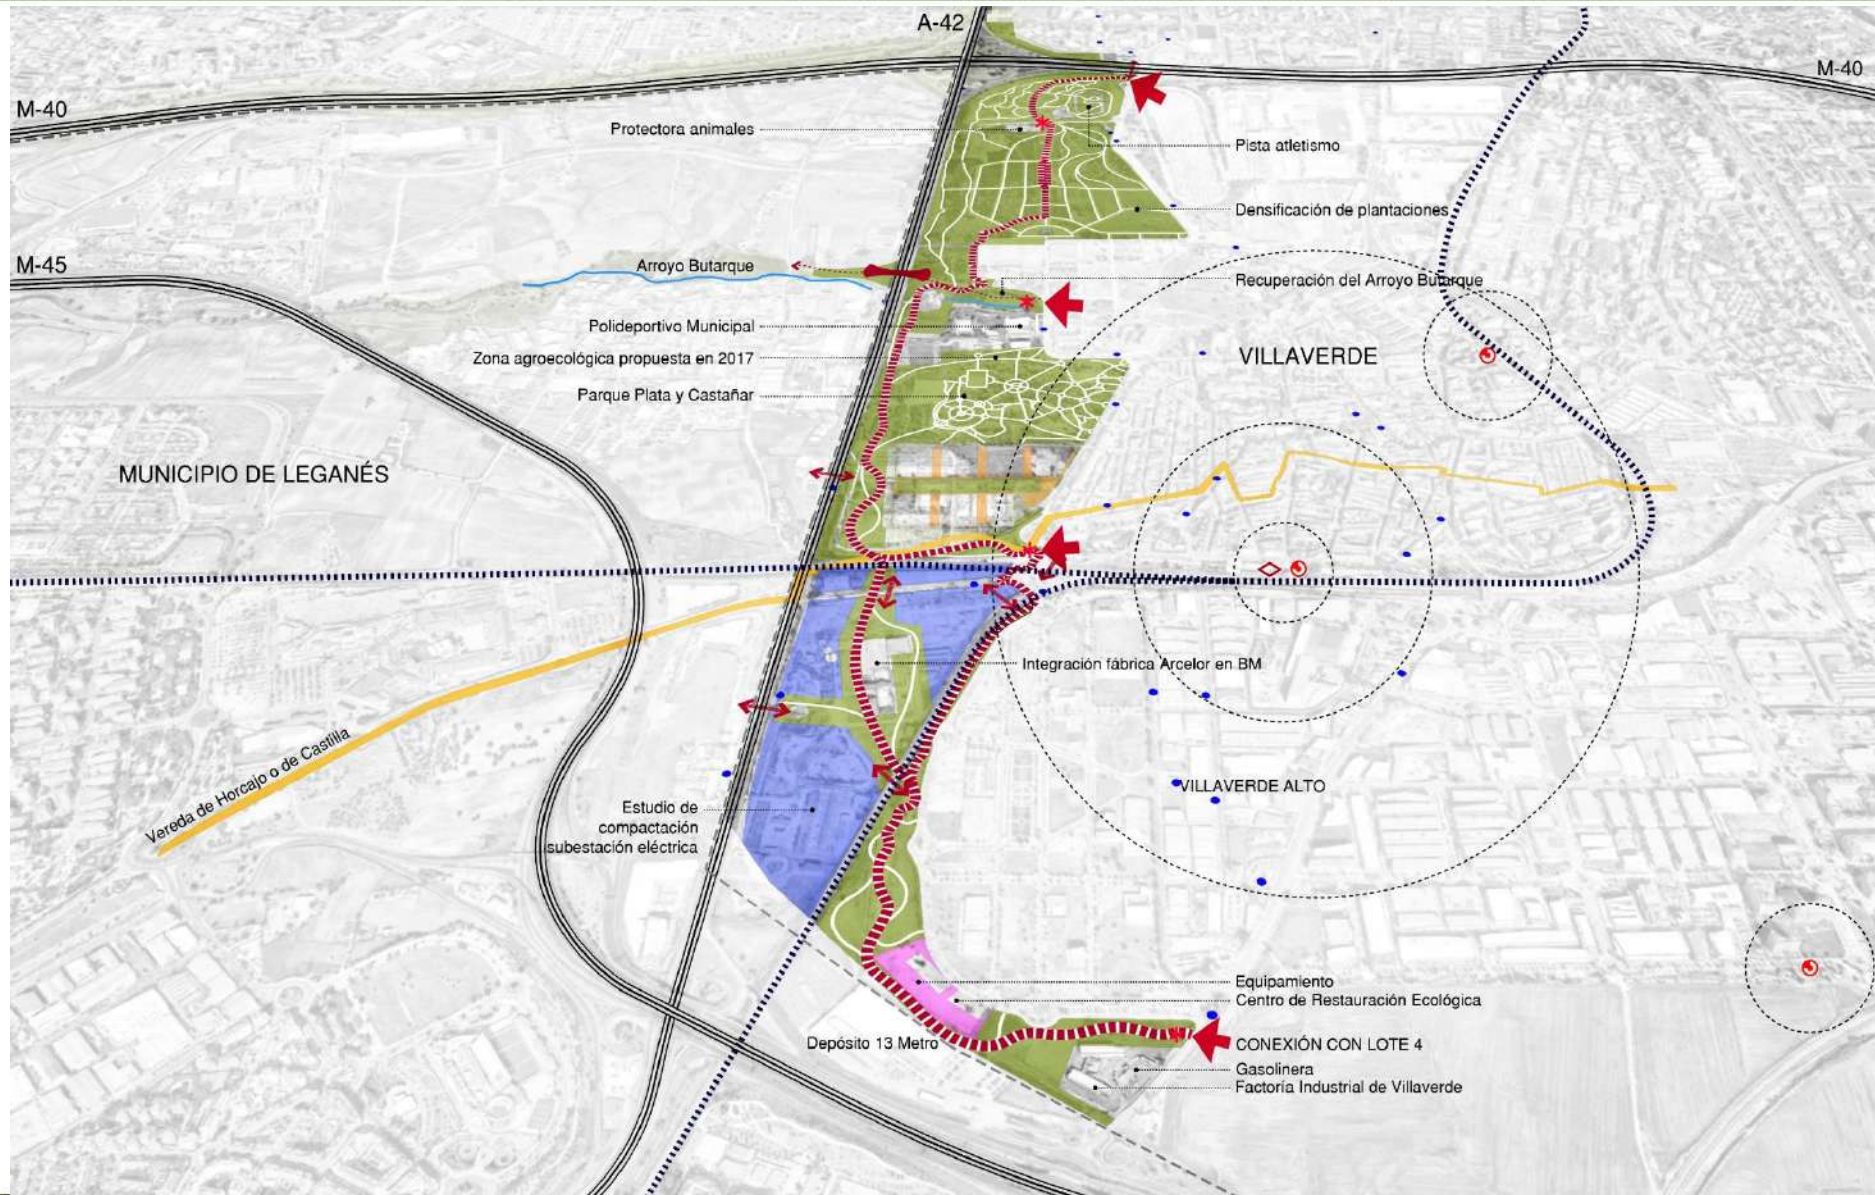 A-42
M-40
M-40
Protectora animales
Pista atletismo
Densificación de plantaciones
M-45
Arroyo Butarque
Recuperación del Arroyo Butarque
Polideportivo Municipal
Zona agroecológica propuesta en 2017
VILLAVERDE
Parque Plata y Castañar
MUNICIPIO DE LEGANÉS
Integración fábrica Arcelor en BM
Vereda de Horcajo o de Castilla
VILLAVERDE ALTO
Estudio de
compactación
subestación eléctrica
Equipamiento
Centro de Restauración Ecológica
Depósito 13 Metro
CONEXIÓN CON LOTE 4
Gasolinera
Factoría Industrial de Villaverde